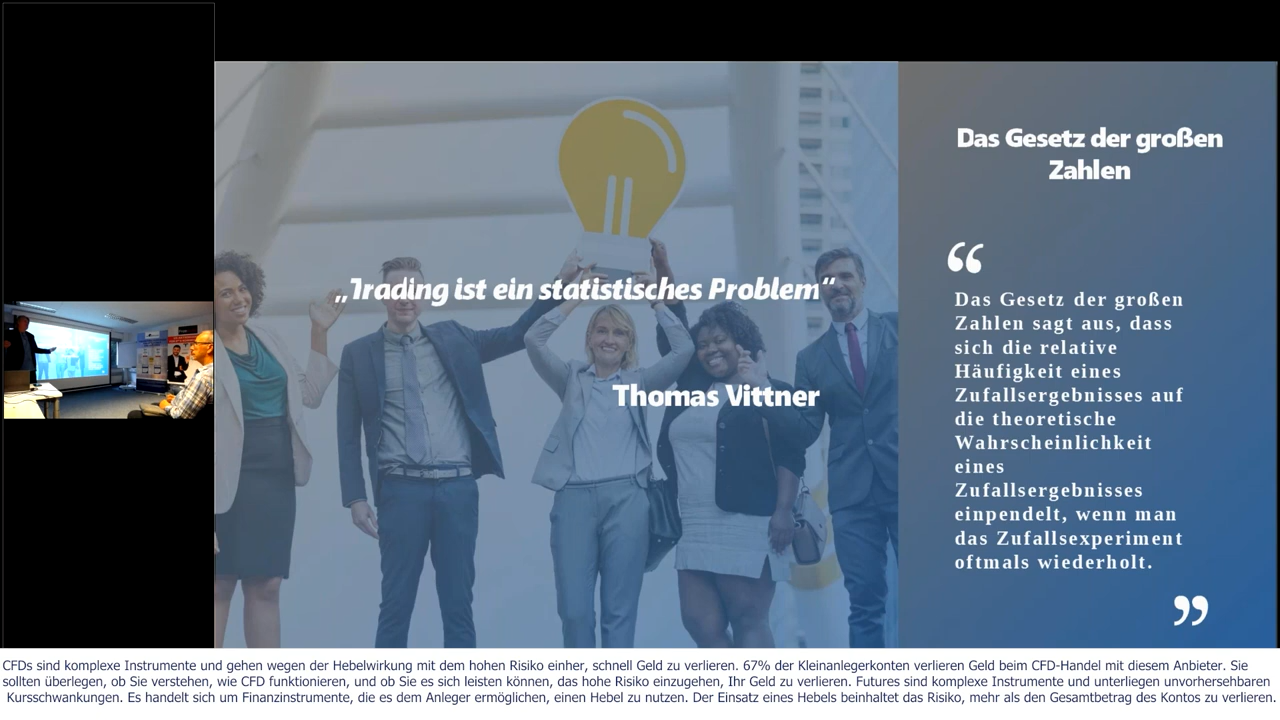 „Trading ist ein statistisches Problem“
Thomas Vittner
Das Gesetz der großen
Zahlen
“
Das Gesetz der großen
Zahlen sagt aus, dass
sich die relative
Häufigkeit eines
Zufallsergebnisses auf
die theoretische
Wahrscheinlichkeit
eines
Zufallsergebnisses
einpendelt, wenn man
das Zufallsexperiment
oftmals wiederholt.
”
CFDs sind komplexe Instrumente und gehen wegen der Hebelwirkung mit dem hohen Risiko einher, schnell Geld zu verlieren. 67% der Kleinanlegerkonten verlieren Geld beim CFD-Handel mit diesem Anbieter. Sie
sollten überlegen, ob Sie verstehen, wie CFD funktionieren, und ob Sie es sich leisten können, das hohe Risiko einzugehen, Ihr Geld zu verlieren. Futures sind komplexe Instrumente und unterliegen unvorhersehbaren
Kursschwankungen. Es handelt sich um Finanzinstrumente, die es dem Anleger ermöglichen, einen Hebel zu nutzen. Der Einsatz eines Hebels beinhaltet das Risiko, mehr als den Gesamtbetrag des Kontos zu verlieren.